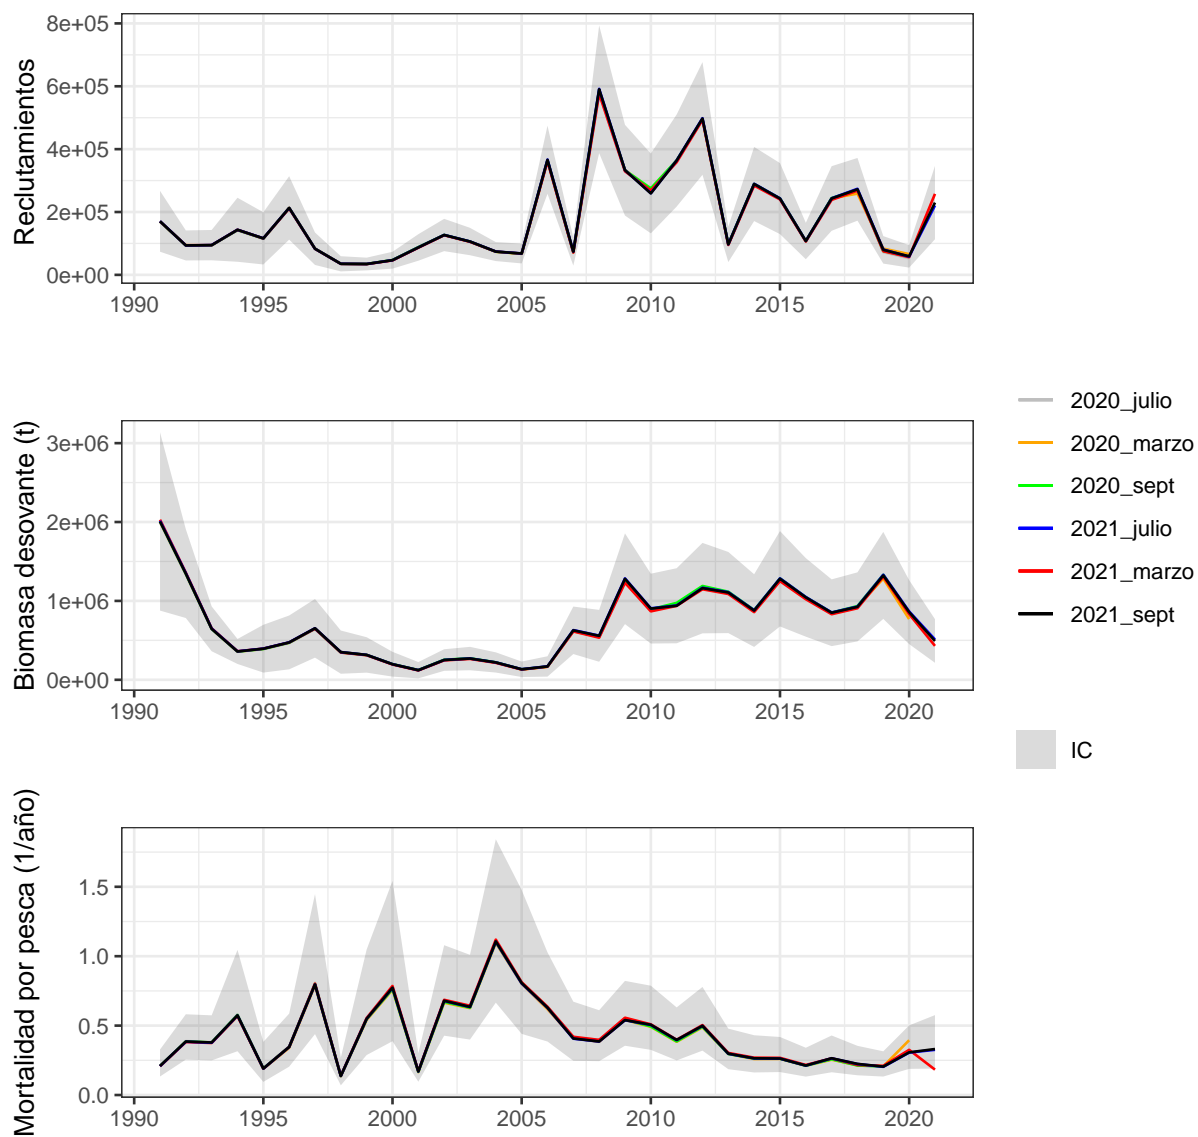 Reclutamientos
8e+05
6e+05
4e+05
2e+05
0e+00
1990 1995 2000 2005 2010 2015 2020
Biomasa desovante (t)
3e+06
2e+06
1e+06
0e+00
1990 1995 2000 2005 2010 2015 2020
2020_julio
2020_marzo
2020_sept
2021_julio
2021_marzo
2021_sept
IC
Mortalidad por pesca (1/año)
1.5
1.0
0.5
0.0
1990 1995 2000 2005 2010 2015 2020